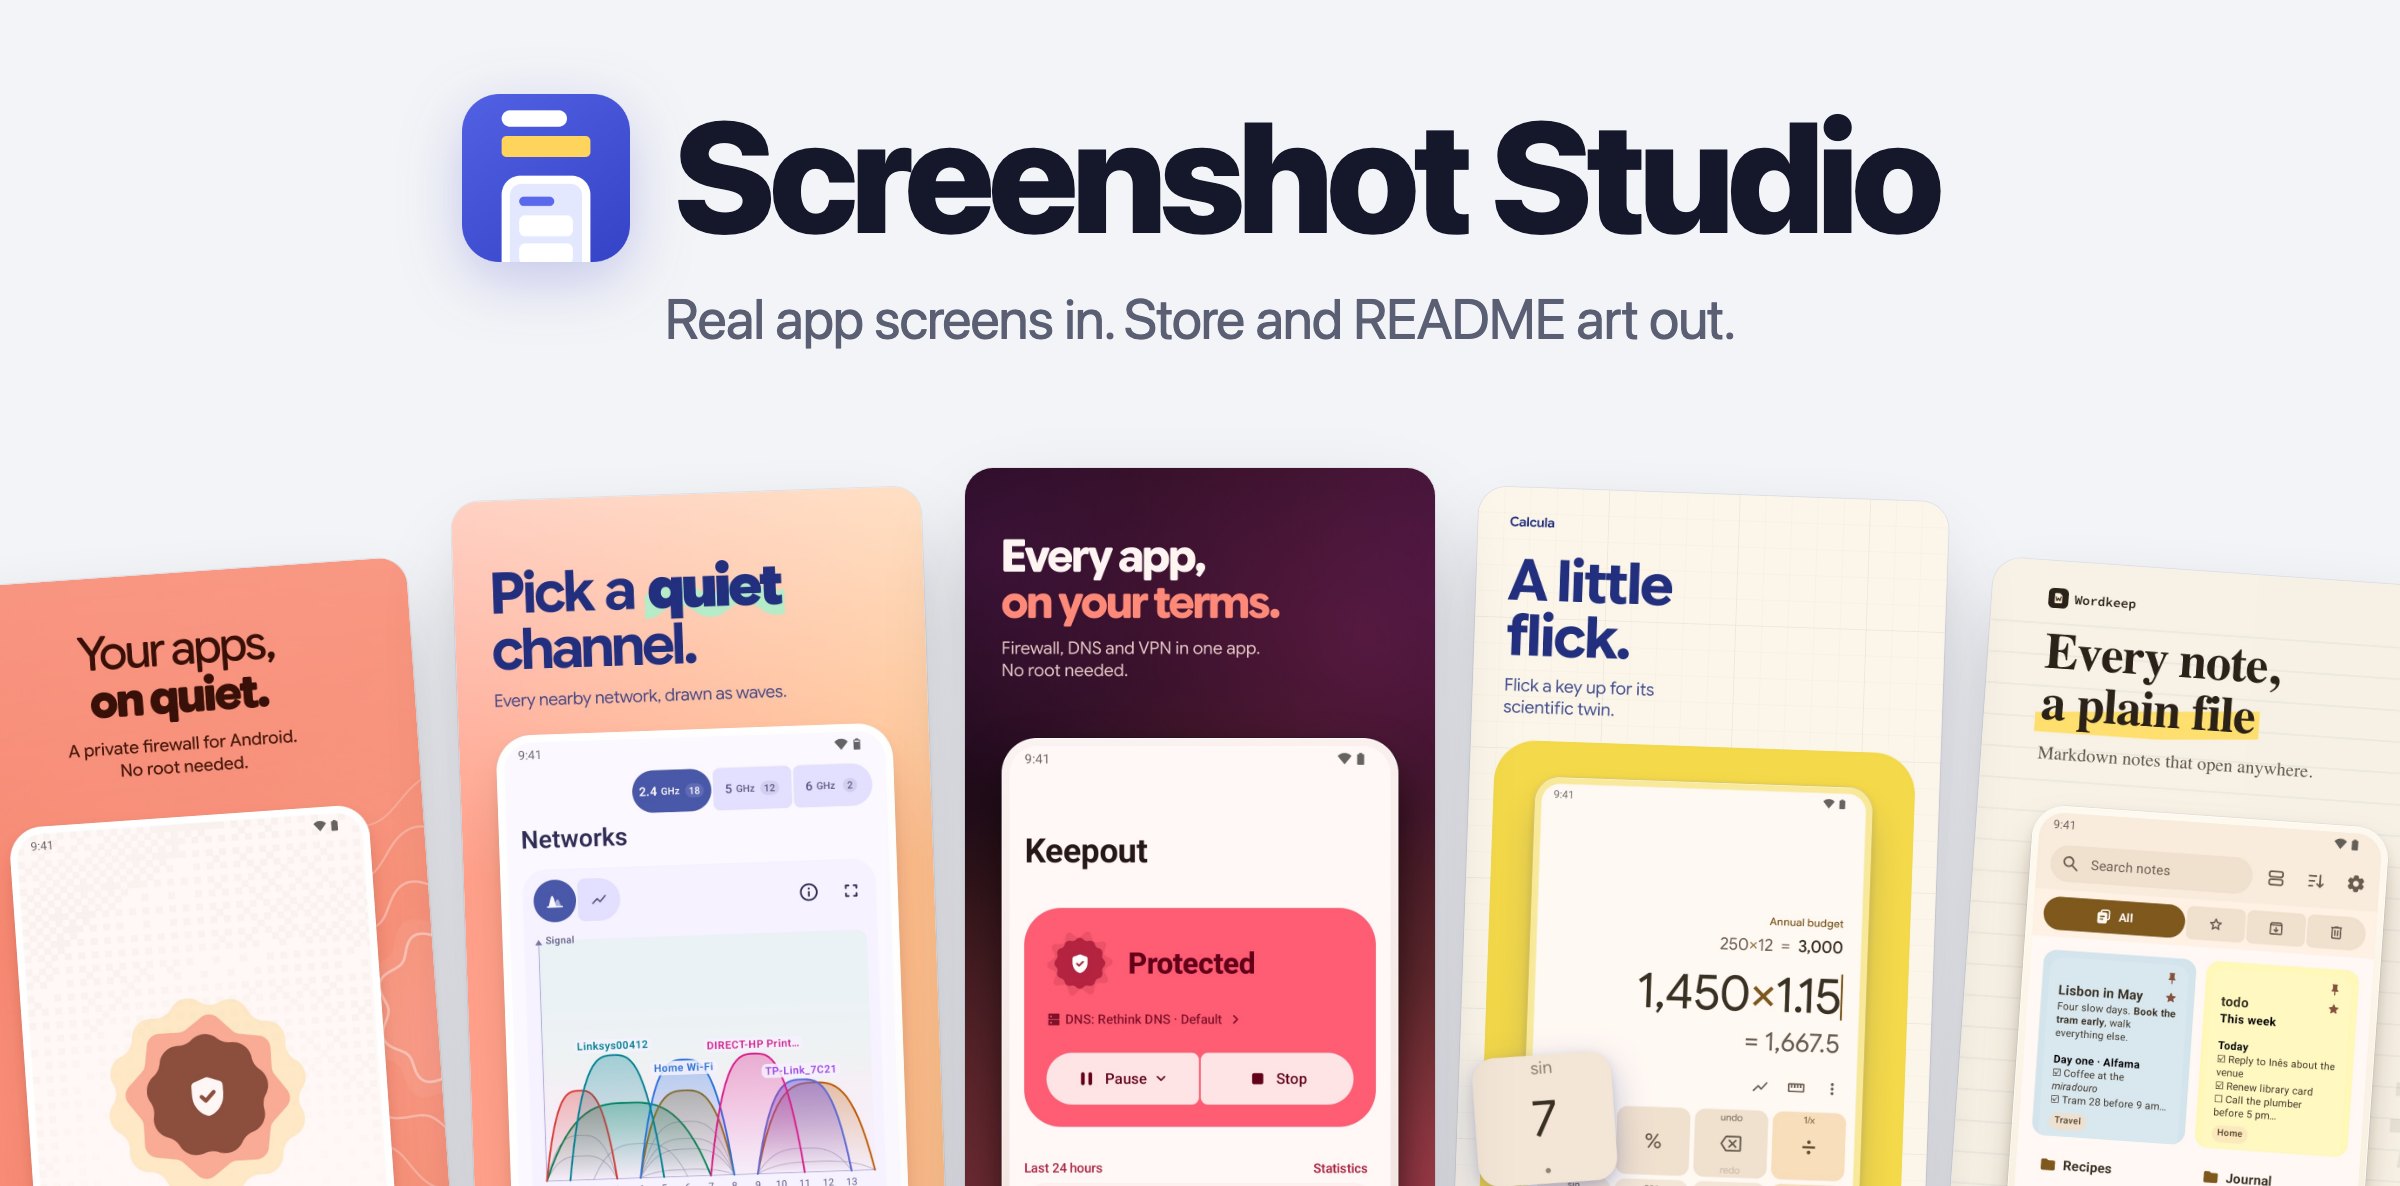 Screenshot Studio
Real app screens in. Store and README art out.
Your apps,
on quiet.
A private firewall for Android.
No root needed.
9:41
Pick a quiet
channel.
Every nearby network, drawn as waves.
9:41
2.4 GHz 18
5 GHz 12
6 GHz 2
Networks
Signal
Linksys00412
Home Wi-Fi
DIRECT-HP Print...
TP-Link_7C21
7 8 9 10 11 12 13
Every app,
on your terms.
Firewall, DNS and VPN in one app.
No root needed.
9:41
Keepout
Protected
DNS: Rethink DNS · Default
Pause
Stop
Last 24 hours
Statistics
Calcula
A little
flick.
Flick a key up for its
scientific twin.
9:41
Annual budget
250×12 = 3,000
1,450×1.15
= 1,667.5
sin
7
%
undo
redo
1/x
÷
Wordkeep
Every note,
a plain file
Markdown notes that open anywhere.
9:41
Search notes
All
Lisbon in May
Four slow days. Book the
tram early, walk
everything else.
Day one · Alfama
☑ Coffee at the
miradouro
☑ Tram 28 before 9 am...
Travel
todo
This week
Today
☑ Reply to Inês about the
venue
☑ Renew library card
☐ Call the plumber
before 5 pm...
Home
Recipes
Journal